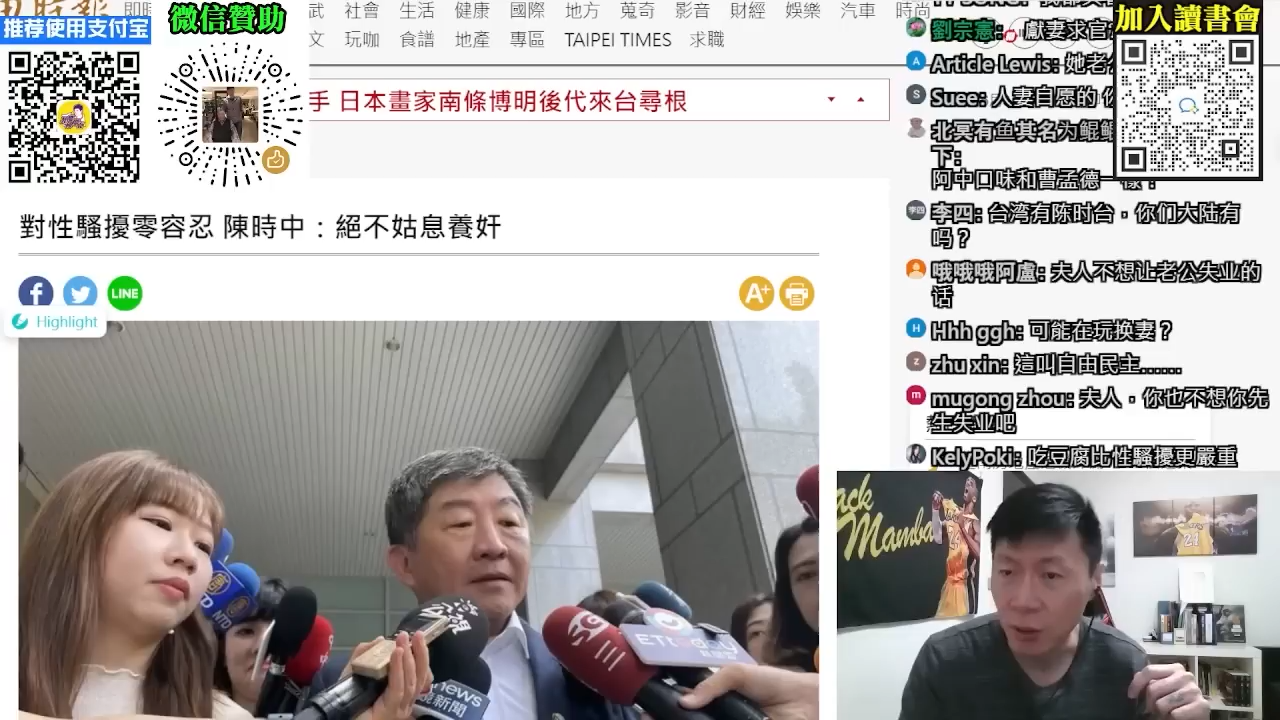 微信贊助
推荐使用支付宝
武 社會 生活 健康 國際 地方 蒐奇 影音 財經 娛樂 汽車 時尚
文 玩咖 食譜 地產 專區 TAIPEI TIMES 求職
手 日本畫家南條博明後代來台尋根
對性騷擾零容忍 陳時中：絕不姑息養奸
LINE
A+
Highlight
加入讀書會
劉宗憲: 獻妻求官
Article Lewis: 她老
Suee: 人妻自愿的
北冥有鱼其名为鲲
下:
阿中口味和曹孟德一樣！
李四: 台湾有陈时台，你们大陆有
吗？
哦哦哦阿盧: 夫人不想让老公失业的
话
Hhh ggh: 可能在玩换妻？
zhu xin: 這叫自由民主......
mugong zhou: 夫人，你也不想你先
生失业吧
KelyPoki: 吃豆腐比性騷擾更嚴重
NTD
公視
news
ETtoday
ack
Mamba
24